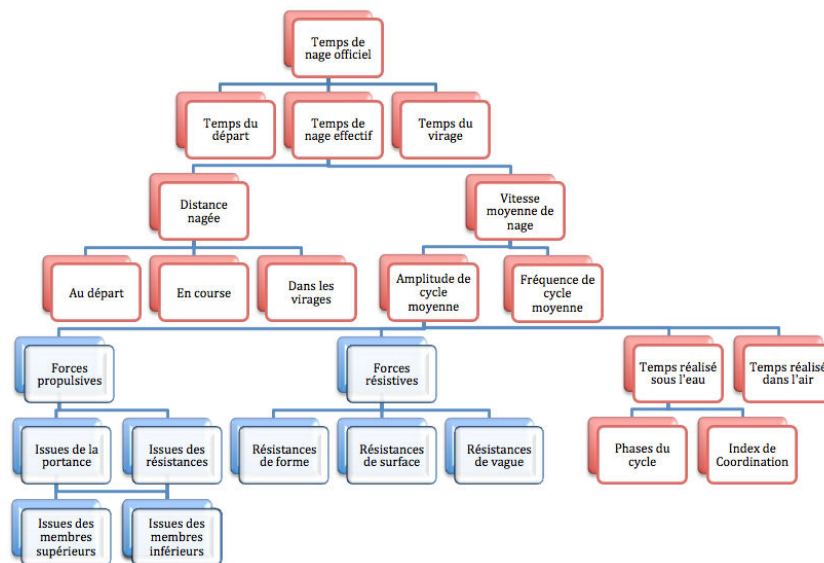 Temps de
nage officiel
Temps du
départ
Temps de
nage effectif
Temps du
virage
Distance
nagée
Vitesse
moyenne de
nage
Au départ
En course
Dans les
virages
Amplitude de
cycle
moyenne
Fréquence de
cycle
moyenne
Forces
propulsives
Forces
résistives
Temps réalisé
sous l'eau
Temps réalisé
dans l'air
Issues de la
portance
Issues des
résistances
Résistances
de forme
Résistances
de surface
Résistances
de vague
Phases du
cycle
Index de
Coordination
Issues des
membres
supérieurs
Issues des
membres
inférieurs